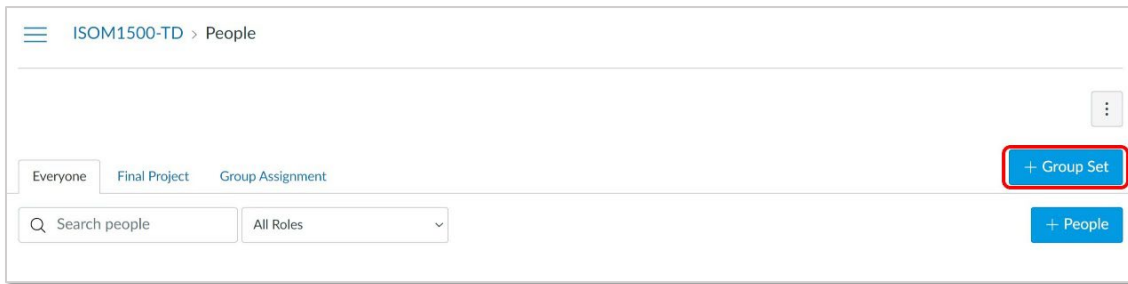 ISOM1500-TD > People
+ Group Set
Everyone Final Project Group Assignment
Search people All Roles + People